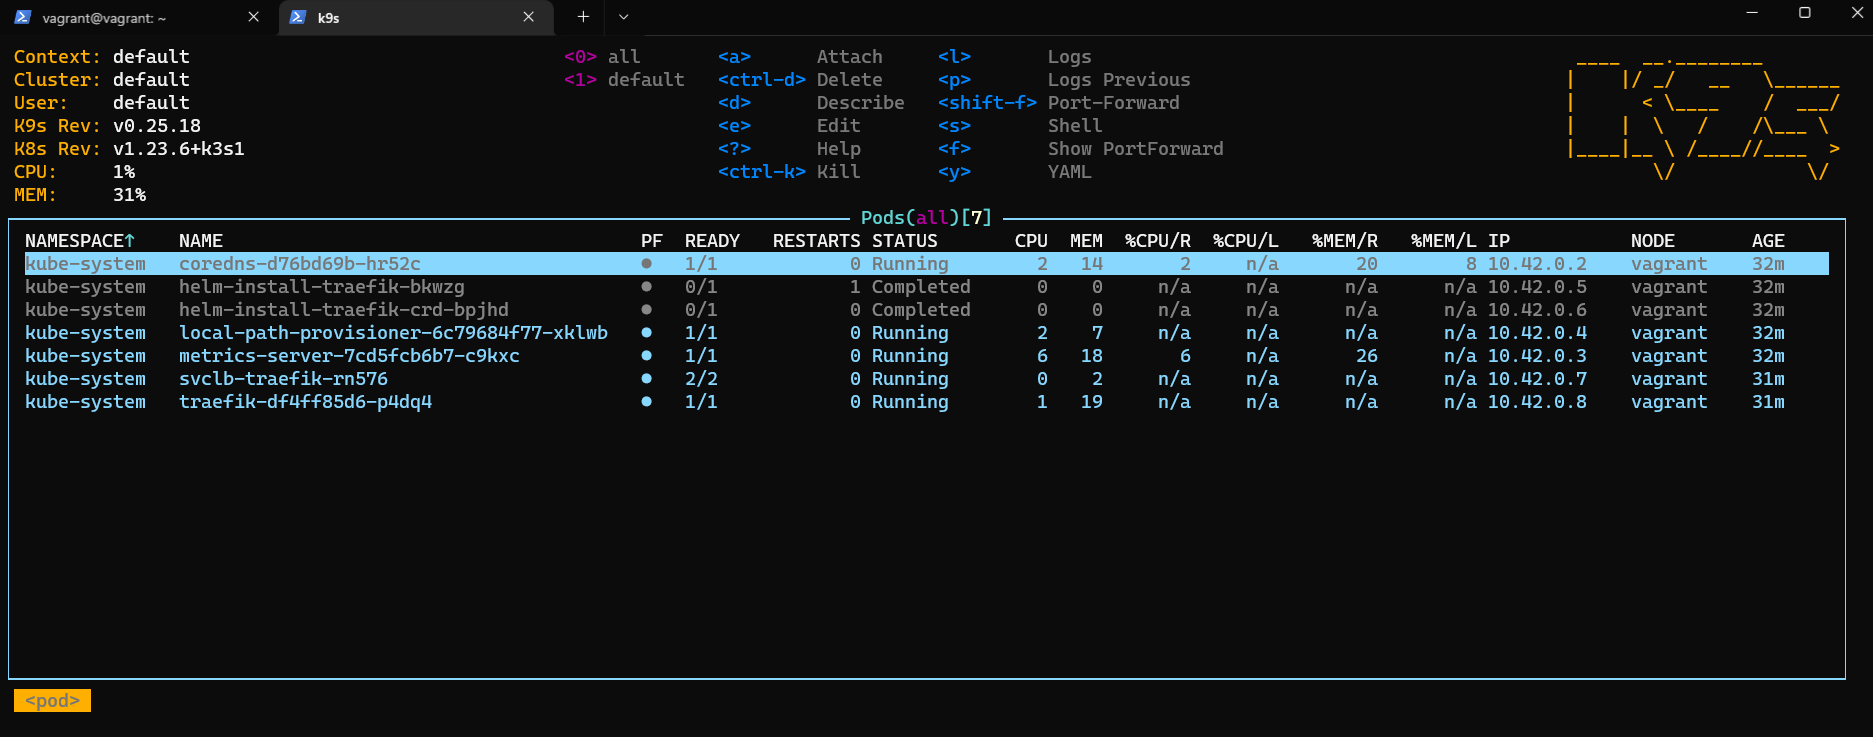 vagrant@vagrant: ~ k9s
Context: default <0> all <a> Attach <l> Logs
Cluster: default <1> default <ctrl-d> Delete <p> Logs Previous
User: default <d> Describe <shift-f> Port-Forward
K9s Rev: v0.25.18 <e> Edit <s> Shell
K8s Rev: v1.23.6+k3s1 <?> Help <f> Show PortForward
CPU: 1% <ctrl-k> Kill <y> YAML
MEM: 31%
Pods(all)[7]
NAMESPACE↑ NAME PF READY RESTARTS STATUS CPU MEM %CPU/R %CPU/L %MEM/R %MEM/L IP NODE AGE
kube-system coredns-d76bd69b-hr52c ● 1/1 0 Running 2 14 2 n/a 20 8 10.42.0.2 vagrant 32m
kube-system helm-install-traefik-bkwzg ● 0/1 1 Completed 0 0 n/a n/a n/a n/a 10.42.0.5 vagrant 32m
kube-system helm-install-traefik-crd-bpjhd ● 0/1 0 Completed 0 0 n/a n/a n/a n/a 10.42.0.6 vagrant 32m
kube-system local-path-provisioner-6c79684f77-xklwb ● 1/1 0 Running 2 7 n/a n/a n/a n/a 10.42.0.4 vagrant 32m
kube-system metrics-server-7cd5fcb6b7-c9kxc ● 1/1 0 Running 6 18 6 n/a 26 n/a 10.42.0.3 vagrant 32m
kube-system svclb-traefik-rn576 ● 2/2 0 Running 0 2 n/a n/a n/a n/a 10.42.0.7 vagrant 31m
kube-system traefik-df4ff85d6-p4dq4 ● 1/1 0 Running 1 19 n/a n/a n/a n/a 10.42.0.8 vagrant 31m
<pod>